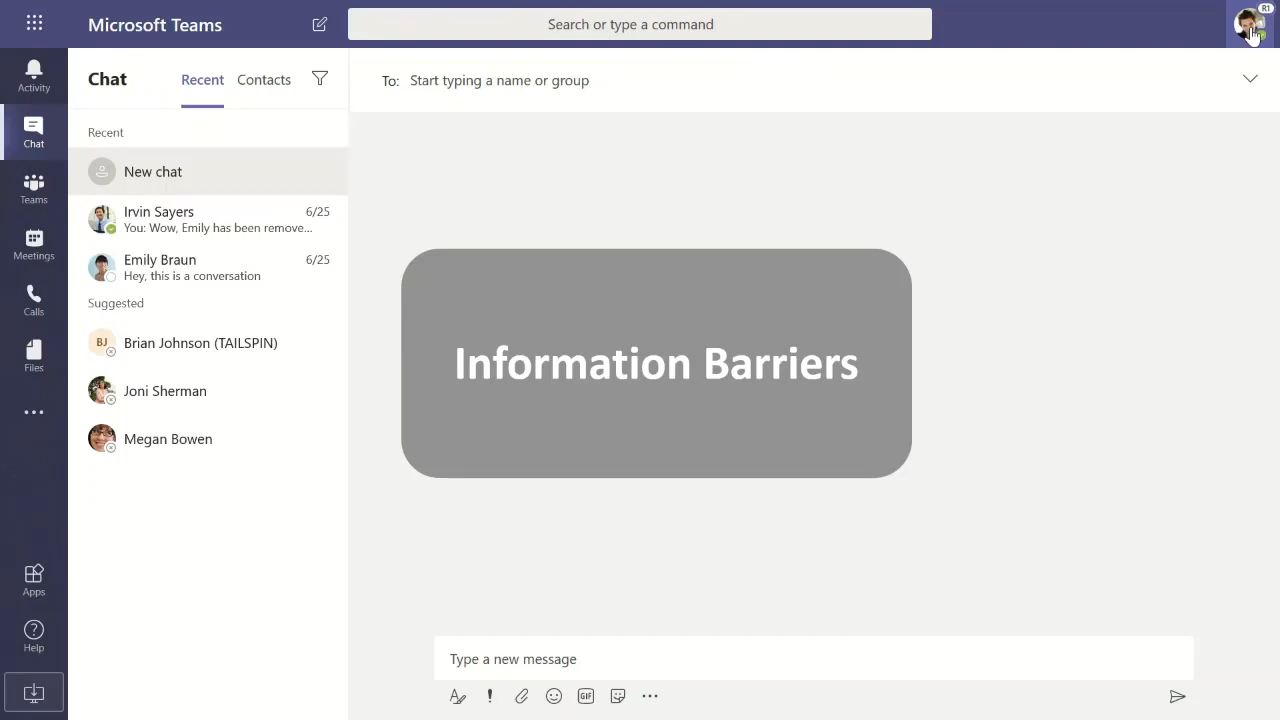 Microsoft Teams
Search or type a command
R1
Activity
Chat
Teams
Meetings
Calls
Files
Apps
Help
Chat
Recent
Contacts
Recent
New chat
Irvin Sayers 6/25
You: Wow, Emily has been remove...
Emily Braun 6/25
Hey, this is a conversation
Suggested
BJ
Brian Johnson (TAILSPIN)
Joni Sherman
Megan Bowen
To: Start typing a name or group
Information Barriers
Type a new message
GIF